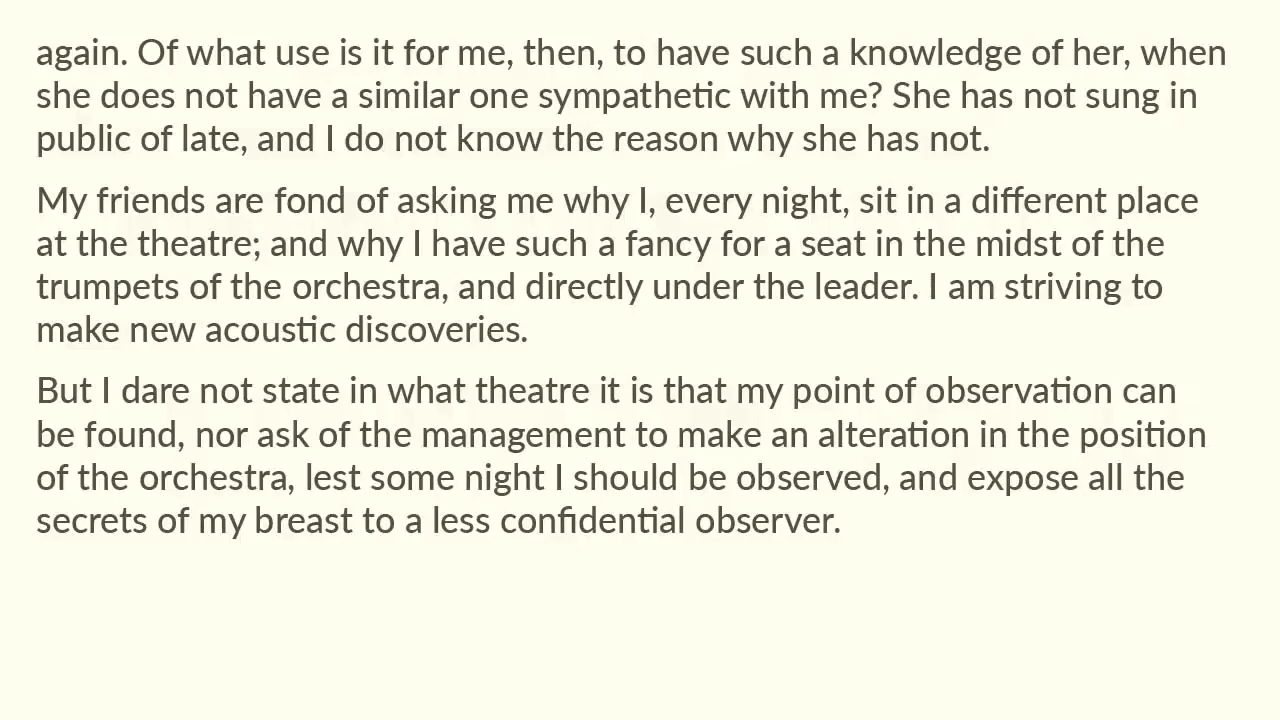 again. Of what use is it for me, then, to have such a knowledge of her, when
she does not have a similar one sympathetic with me? She has not sung in
public of late, and I do not know the reason why she has not.
My friends are fond of asking me why I, every night, sit in a different place
at the theatre; and why I have such a fancy for a seat in the midst of the
trumpets of the orchestra, and directly under the leader. I am striving to
make new acoustic discoveries.
But I dare not state in what theatre it is that my point of observation can
be found, nor ask of the management to make an alteration in the position
of the orchestra, lest some night I should be observed, and expose all the
secrets of my breast to a less confidential observer.